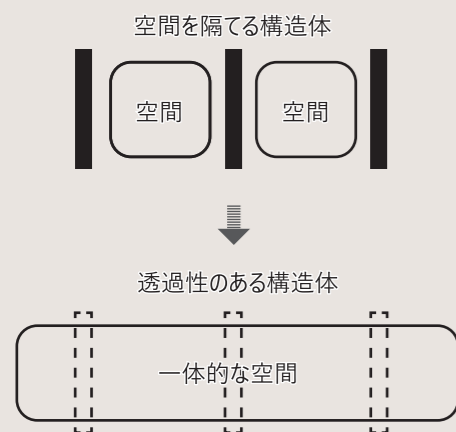 空間を隔てる構造体
空間
空間
透過性のある構造体
一体的な空間